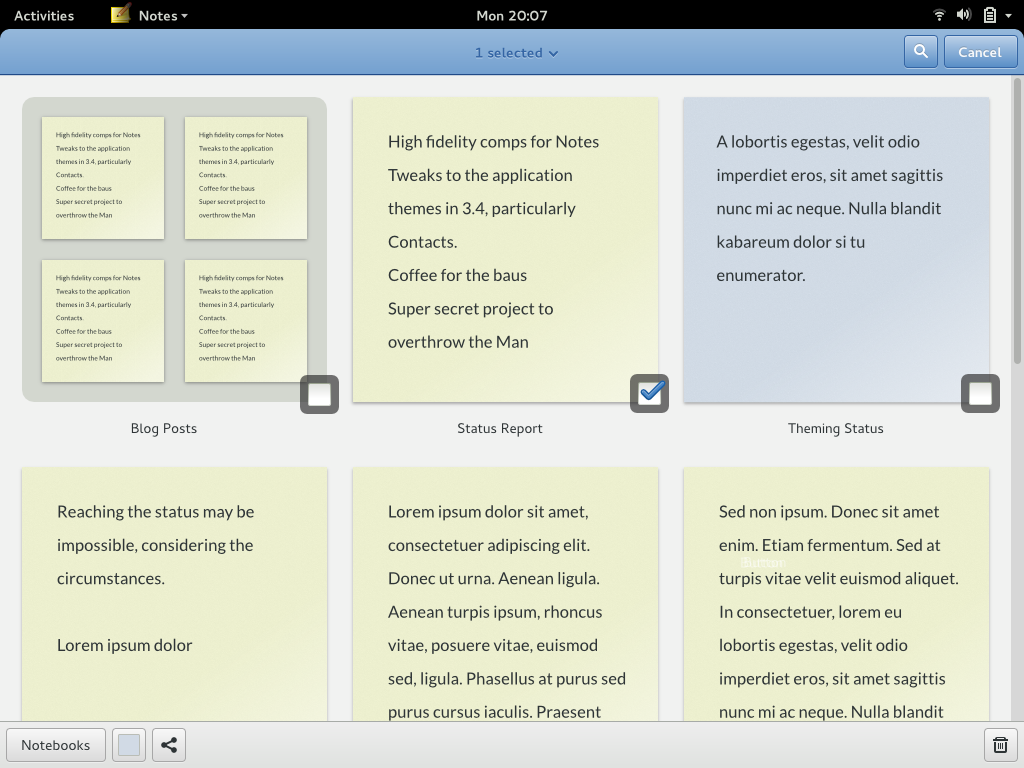 Activities
Notes
Mon 20:07
1 selected
Cancel
High fidelity comps for Notes
Tweaks to the application
themes in 3.4, particularly
Contacts.
Coffee for the baus
Super secret project to
overthrow the Man
High fidelity comps for Notes
Tweaks to the application
themes in 3.4, particularly
Contacts.
Coffee for the baus
Super secret project to
overthrow the Man
High fidelity comps for Notes
Tweaks to the application
themes in 3.4, particularly
Contacts.
Coffee for the baus
Super secret project to
overthrow the Man
High fidelity comps for Notes
Tweaks to the application
themes in 3.4, particularly
Contacts.
Coffee for the baus
Super secret project to
overthrow the Man
Blog Posts
High fidelity comps for Notes
Tweaks to the application
themes in 3.4, particularly
Contacts.
Coffee for the baus
Super secret project to
overthrow the Man
Status Report
A lobortis egestas, velit odio
imperdiet eros, sit amet sagittis
nunc mi ac neque. Nulla blandit
kabareum dolor si tu
enumerator.
Theming Status
Reaching the status may be
impossible, considering the
circumstances.
Lorem ipsum dolor
Lorem ipsum dolor sit amet,
consectetuer adipiscing elit.
Donec ut urna. Aenean ligula.
Aenean turpis ipsum, rhoncus
vitae, posuere vitae, euismod
sed, ligula. Phasellus at purus sed
purus cursus iaculis. Praesent
Sed non ipsum. Donec sit amet
enim. Etiam fermentum. Sed at
Button
turpis vitae velit euismod aliquet.
In consectetuer, lorem eu
lobortis egestas, velit odio
imperdiet eros, sit amet sagittis
nunc mi ac neque. Nulla blandit
Notebooks